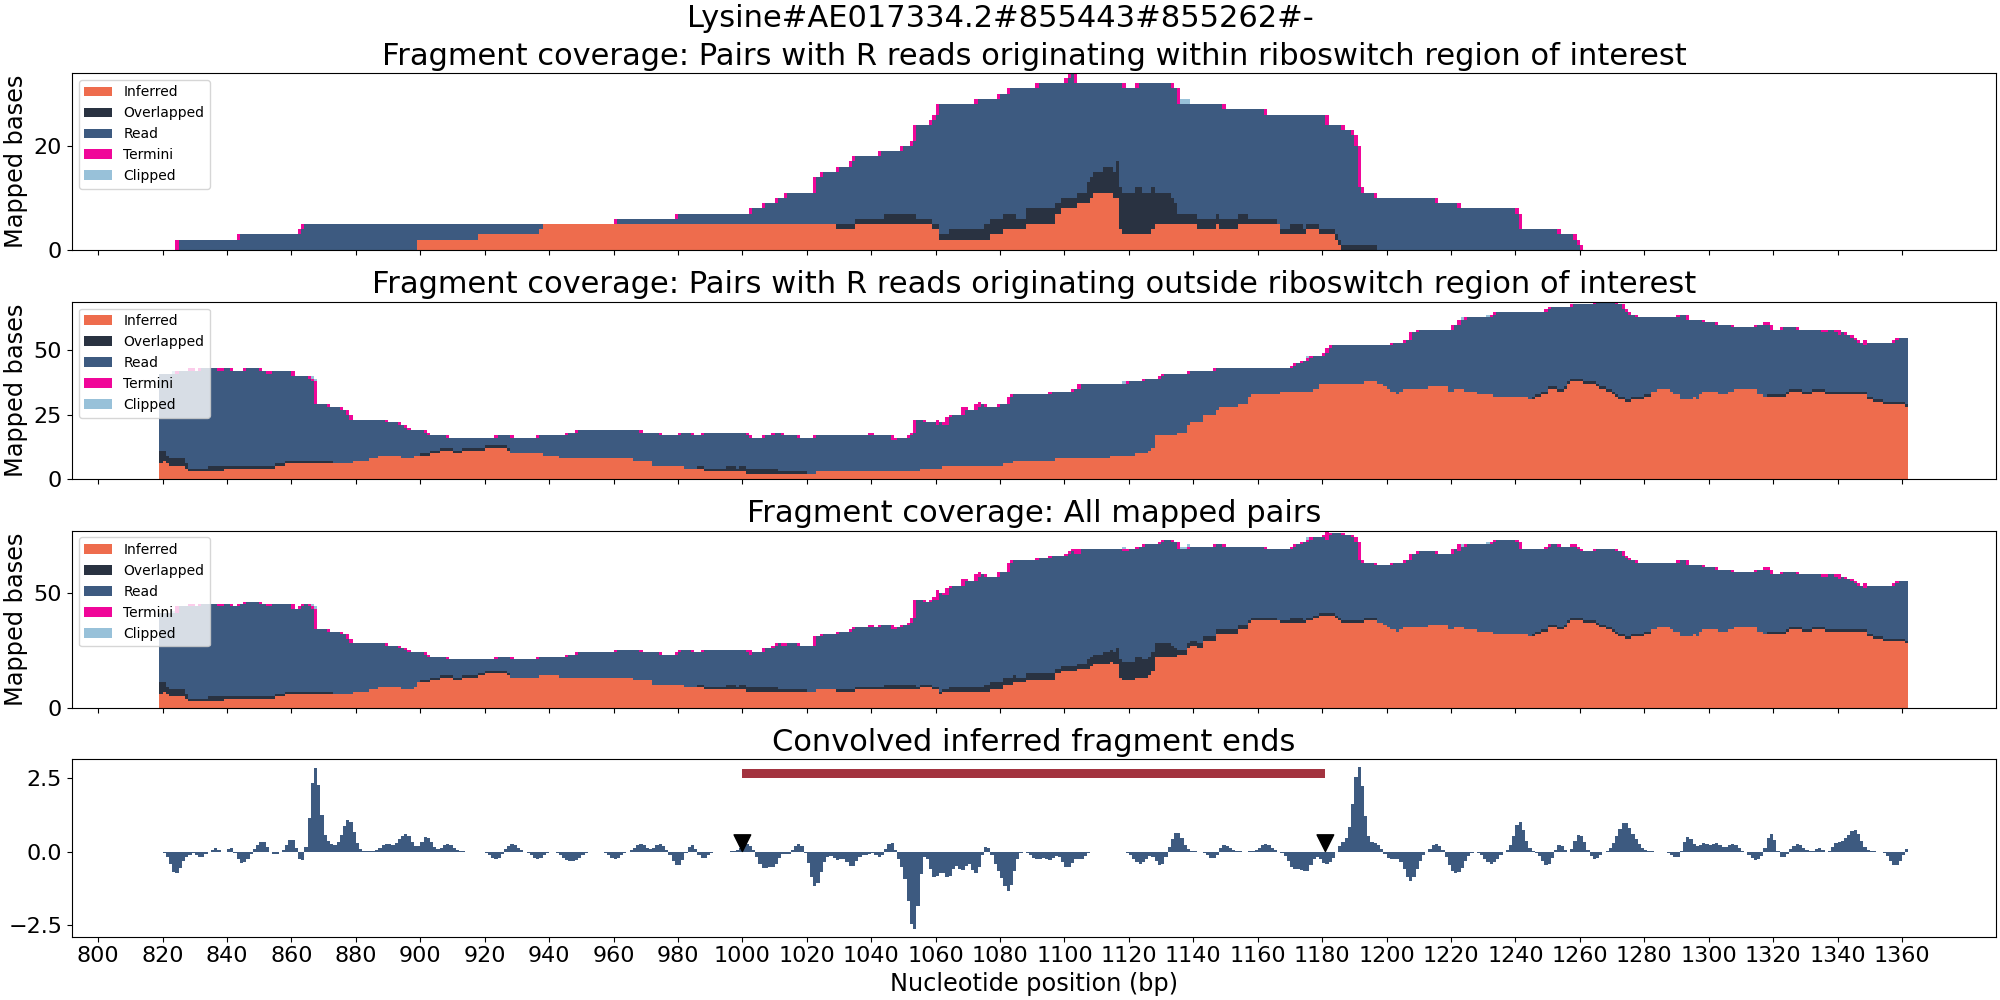 Lysine#AE017334.2#855443#855262#-
Fragment coverage: Pairs with R reads originating within riboswitch region of interest
Mapped bases
20
0
Inferred
Overlapped
Read
Termini
Clipped
Fragment coverage: Pairs with R reads originating outside riboswitch region of interest
Mapped bases
50
25
0
Inferred
Overlapped
Read
Termini
Clipped
Fragment coverage: All mapped pairs
Mapped bases
50
0
Inferred
Overlapped
Read
Termini
Clipped
Convolved inferred fragment ends
2.5
0.0
−2.5
800 820 840 860 880 900 920 940 960 980 1000 1020 1040 1060 1080 1100 1120 1140 1160 1180 1200 1220 1240 1260 1280 1300 1320 1340 1360
Nucleotide position (bp)